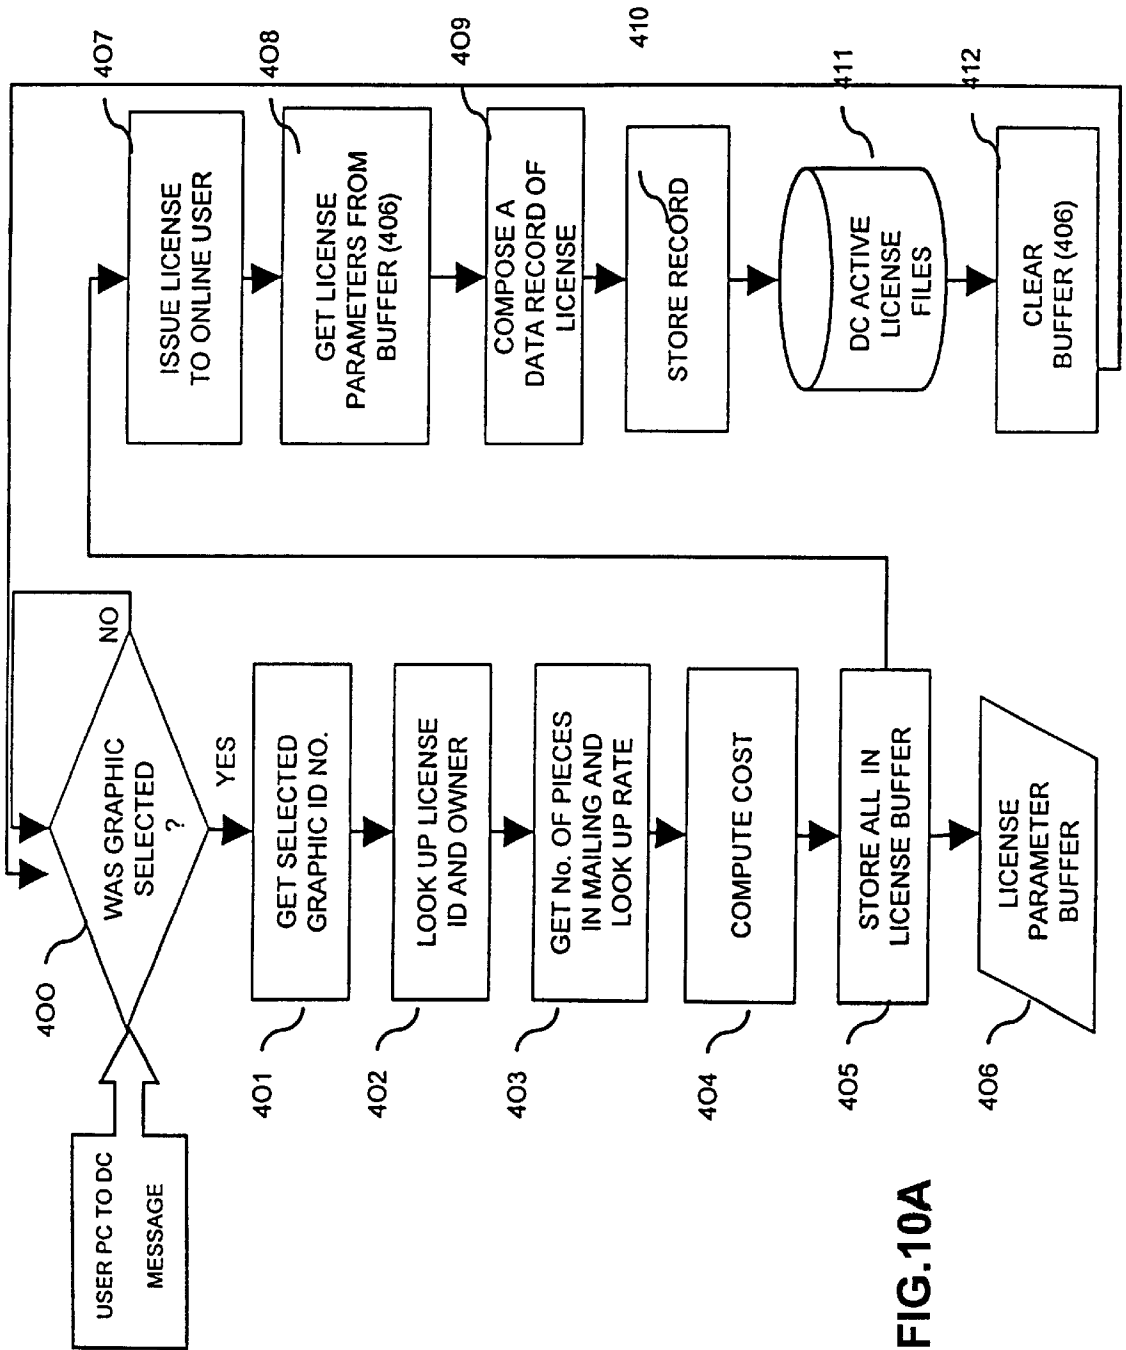 USER PC TO DC
MESSAGE
400
WAS GRAPHIC
SELECTED
?
NO
YES
401
GET SELECTED
GRAPHIC ID NO.
402
LOOK UP LICENSE
ID AND OWNER
403
GET No. OF PIECES
IN MAILING AND
LOOK UP RATE
404
COMPUTE COST
405
STORE ALL IN
LICENSE BUFFER
406
LICENSE
PARAMETER
BUFFER
407
ISSUE LICENSE
TO ONLINE USER
408
GET LICENSE
PARAMETERS FROM
BUFFER (406)
409
COMPOSE A
DATA RECORD OF
LICENSE
410
STORE RECORD
411
DC ACTIVE
LICENSE
FILES
412
CLEAR
BUFFER (406)
FIG.10A